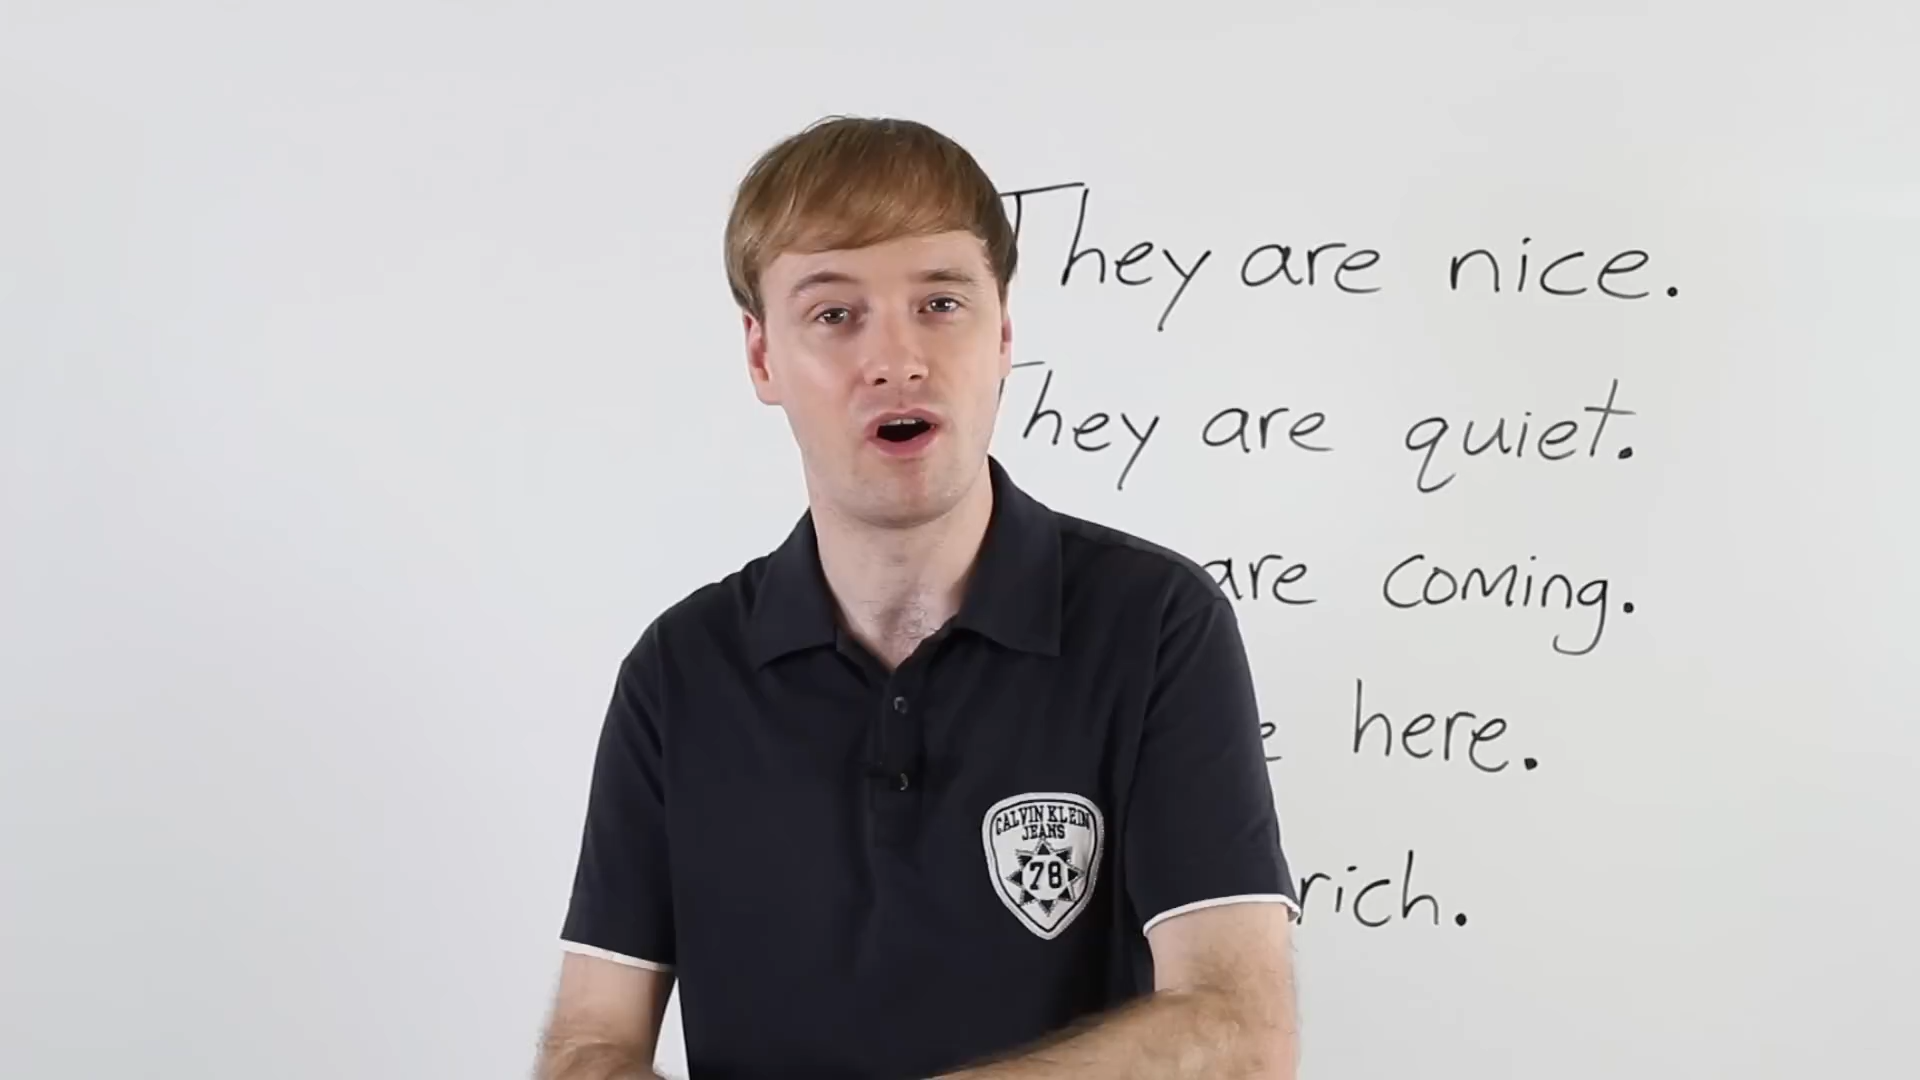 They are nice.
They are quiet.
are coming.
here.
rich.
CALVIN KLEIN
JEANS
78